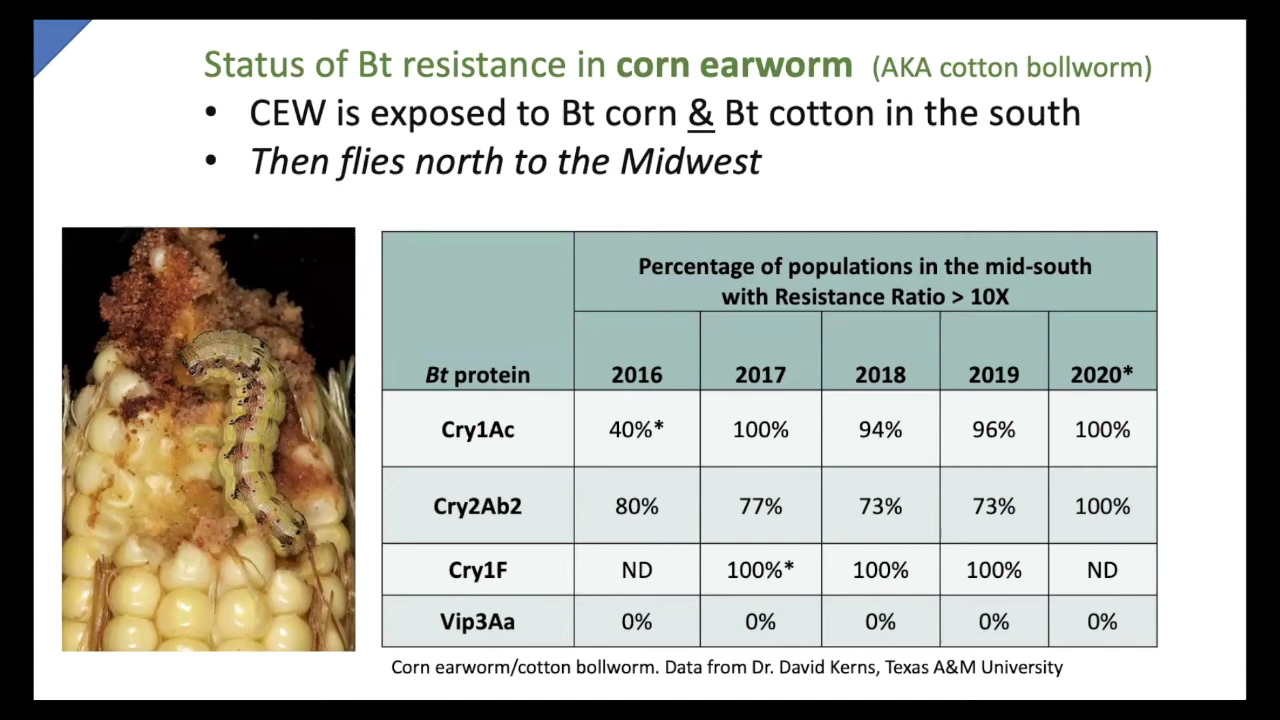 Status of Bt resistance in corn earworm (AKA cotton bollworm)
• CEW is exposed to Bt corn & Bt cotton in the south
• Then flies north to the Midwest
Percentage of populations in the mid-south
with Resistance Ratio > 10X
Bt protein 2016 2017 2018 2019 2020*
Cry1Ac 40%* 100% 94% 96% 100%
Cry2Ab2 80% 77% 73% 73% 100%
Cry1F ND 100%* 100% 100% ND
Vip3Aa 0% 0% 0% 0% 0%
Corn earworm/cotton bollworm. Data from Dr. David Kerns, Texas A&M University